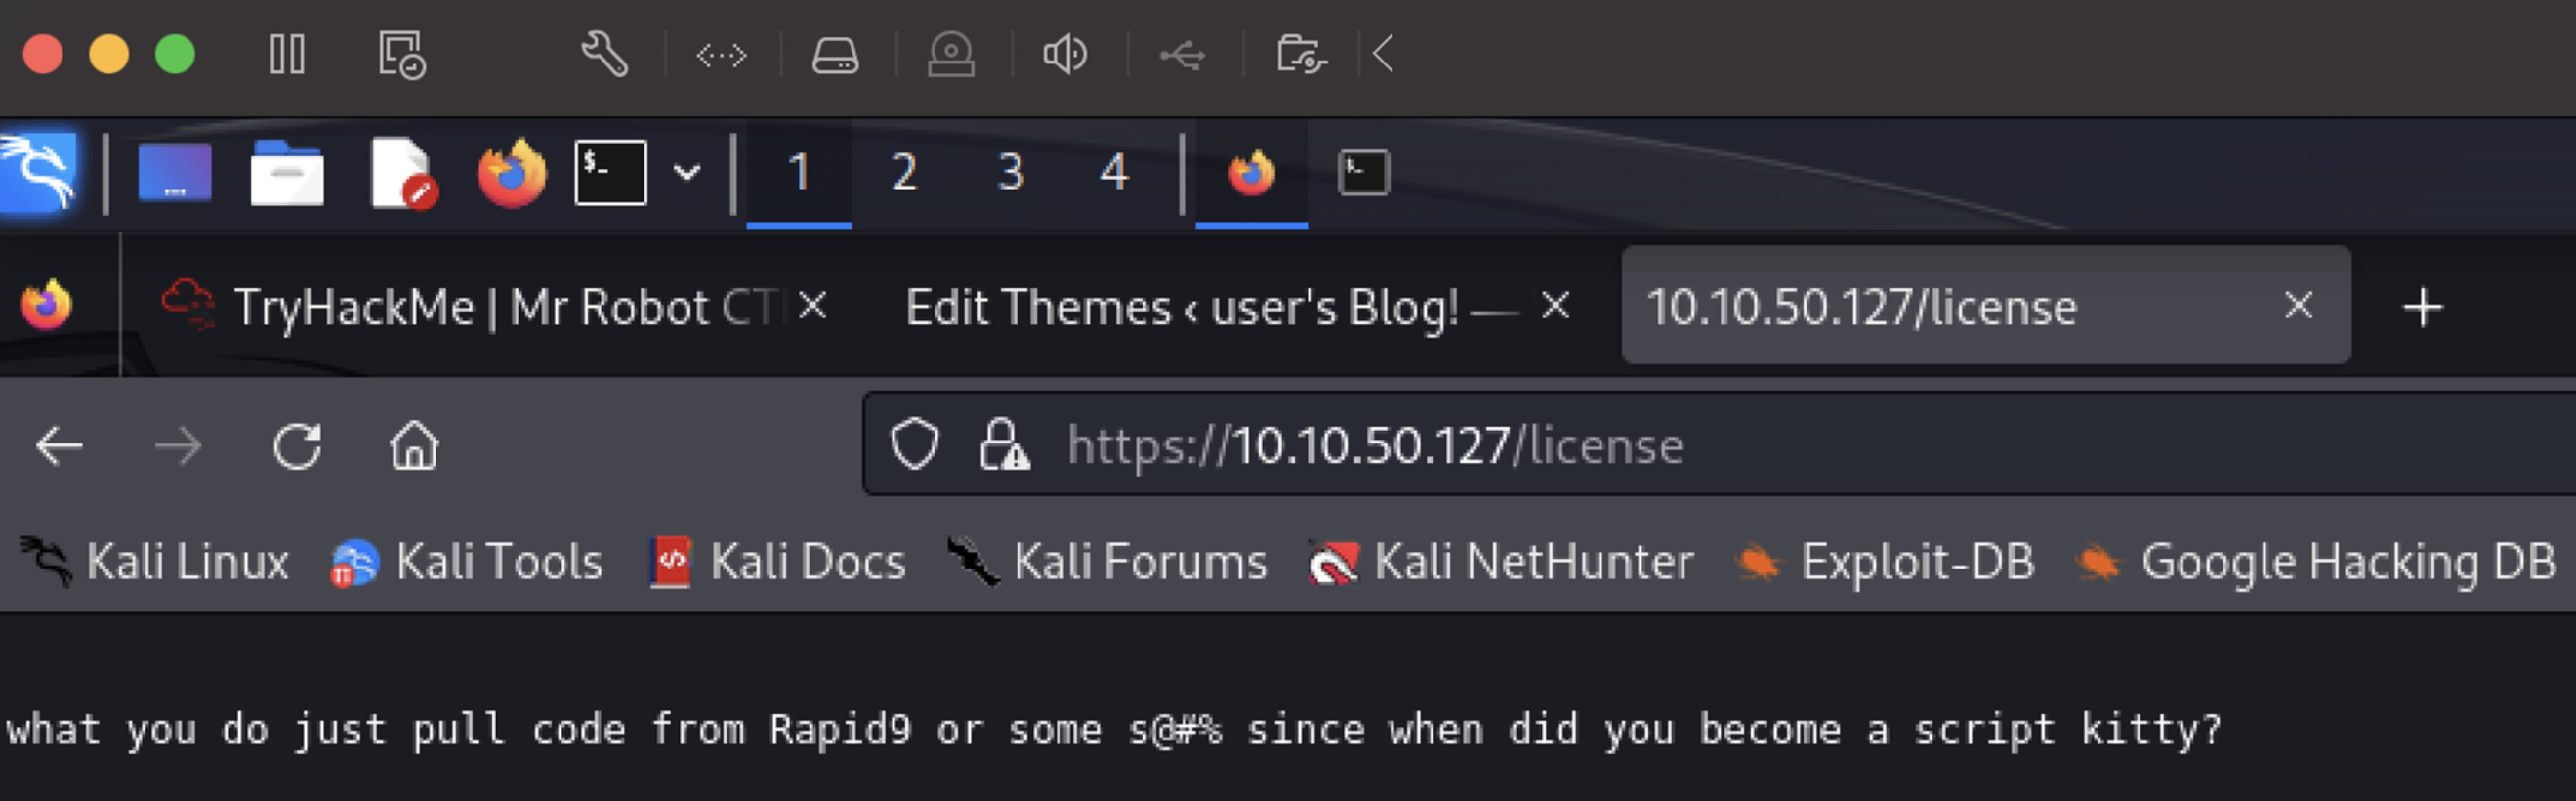 $_
1 2 3 4
$_
TryHackMe | Mr Robot CT
Edit Themes ‹ user's Blog! —
10.10.50.127/license
https://10.10.50.127/license
Kali Linux
Kali Tools
Kali Docs
Kali Forums
Kali NetHunter
Exploit-DB
Google Hacking DB
what you do just pull code from Rapid9 or some s@#% since when did you become a script kitty?